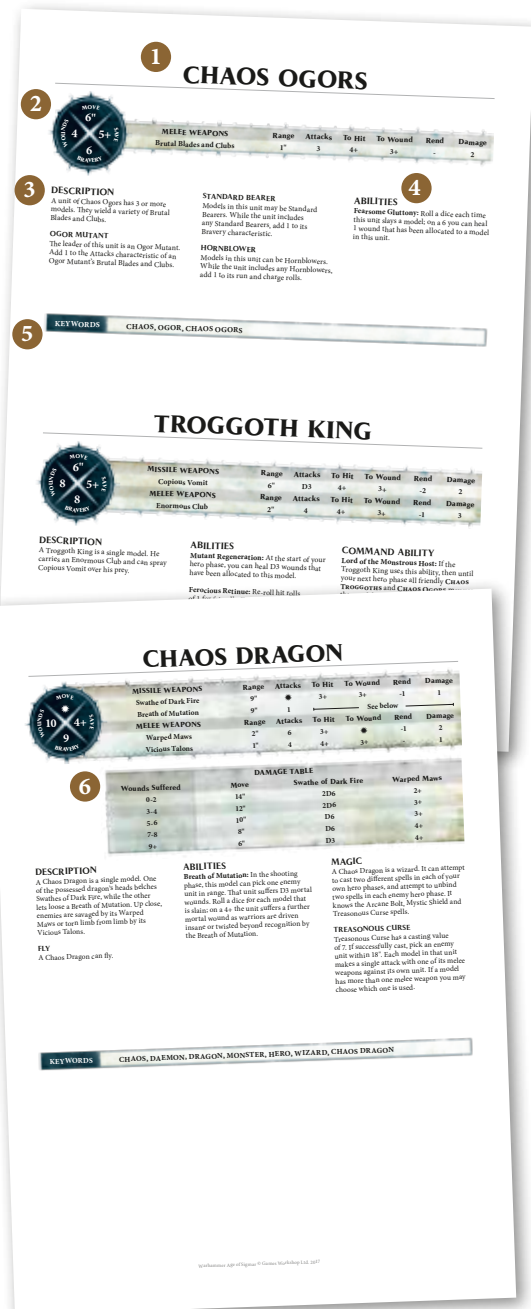 1
CHAOS OGORS
2
MOVE
6"
WOUNDS 4 5+ SAVE
6
BRAVERY
MELEE WEAPONS Range Attacks To Hit To Wound Rend Damage
Brutal Blades and Clubs 1" 3 4+ 3+ - 2
3
DESCRIPTION
A unit of Chaos Ogors has 3 or more
models. They wield a variety of Brutal
Blades and Clubs.
OGOR MUTANT
The leader of this unit is an Ogor Mutant.
Add 1 to the Attacks characteristic of an
Ogor Mutant's Brutal Blades and Clubs.
STANDARD BEARER
Models in this unit may be Standard
Bearers. While the unit includes
any Standard Bearers, add 1 to its
Bravery characteristic.
HORNBLOWER
Models in this unit can be Hornblowers.
While the unit includes any Hornblowers,
add 1 to its run and charge rolls.
4
ABILITIES
Fearsome Gluttony: Roll a dice each time
this unit slays a model; on a 6 you can heal
1 wound that has been allocated to a model
in this unit.
5
KEYWORDS CHAOS, OGOR, CHAOS OGORS
TROGGOTH KING
MOVE
6"
WOUNDS 8 5+ SAVE
8
BRAVERY
MISSILE WEAPONS Range Attacks To Hit To Wound Rend Damage
Copious Vomit 6" D3 4+ 3+ -2 2
MELEE WEAPONS Range Attacks To Hit To Wound Rend Damage
Enormous Club 2" 4 4+ 3+ -1 3
DESCRIPTION
A Troggoth King is a single model. He
carries an Enormous Club and can spray
Copious Vomit over his prey.
ABILITIES
Mutant Regeneration: At the start of your
hero phase, you can heal D3 wounds that
have been allocated to this model.
Ferocious Retinue: Re-roll hit rolls
COMMAND ABILITY
Lord of the Monstrous Host: If the
Troggoth King uses this ability, then until
your next hero phase all friendly CHAOS
TROGGOTHS and CHAOS OGORS
CHAOS DRAGON
MOVE
✹
WOUNDS 10 4+ SAVE
9
BRAVERY
MISSILE WEAPONS Range Attacks To Hit To Wound Rend Damage
Swathe of Dark Fire 9" ✹ 3+ 3+ -1 1
Breath of Mutation 9" 1 See below
MELEE WEAPONS Range Attacks To Hit To Wound Rend Damage
Warped Maws 2" 6 3+ ✹ -1 2
Vicious Talons 1" 4 4+ 3+ - 1
6
DAMAGE TABLE
Wounds Suffered Move Swathe of Dark Fire Warped Maws
0-2 14" 2D6 2+
3-4 12" 2D6 3+
5-6 10" D6 3+
7-8 8" D6 4+
9+ 6" D3 4+
DESCRIPTION
A Chaos Dragon is a single model. One
of the possessed dragon's heads belches
Swathes of Dark Fire, while the other
lets loose a Breath of Mutation. Up close,
enemies are savaged by its Warped
Maws or torn limb from limb by its
Vicious Talons.
FLY
A Chaos Dragon can fly.
ABILITIES
Breath of Mutation: In the shooting
phase, this model can pick one enemy
unit in range. That unit suffers D3 mortal
wounds. Roll a dice for each model that
is slain; on a 4+ the unit suffers a further
mortal wound as warriors are driven
insane or twisted beyond recognition by
the Breath of Mutation.
MAGIC
A Chaos Dragon is a wizard. It can attempt
to cast two different spells in each of your
own hero phases, and attempt to unbind
two spells in each enemy hero phase. It
knows the Arcane Bolt, Mystic Shield and
Treasonous Curse spells.
TREASONOUS CURSE
Treasonous Curse has a casting value
of 7. If successfully cast, pick an enemy
unit within 18". Each model in that unit
makes a single attack with one of its melee
weapons against its own unit. If a model
has more than one melee weapon you may
choose which one is used.
KEYWORDS CHAOS, DAEMON, DRAGON, MONSTER, HERO, WIZARD, CHAOS DRAGON
Warhammer Age of Sigmar © Games Workshop Ltd. 2017